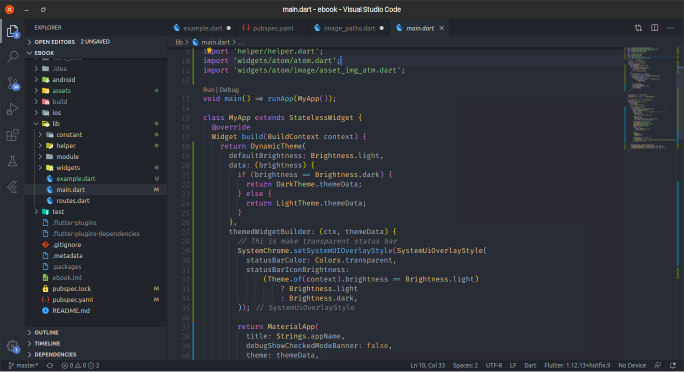 main.dart - ebook - Visual Studio Code
EXPLORER
OPEN EDITORS 2 UNSAVED
EBOOK
.idea
android
assets
build
ios
lib
constant
helper
module
widgets
example.dart U
main.dart M
routes.dart
test
.flutter-plugins
.flutter-plugins-dependencies
.gitignore
.metadata
.packages
ebook.iml
pubspec.lock M
pubspec.yaml M
README.md
OUTLINE
TIMELINE
DEPENDENCIES
example.dart
pubspec.yaml
image_paths.dart
main.dart
lib > main.dart > ...
9 import 'helper/helper.dart';
10 import 'widgets/atom/atom.dart';
11 import 'widgets/atom/image/asset_img_atm.dart';
12
Run | Debug
13 void main() => runApp(MyApp());
14
15 class MyApp extends StatelessWidget {
16 @override
17 Widget build(BuildContext context) {
18 return DynamicTheme(
19 defaultBrightness: Brightness.light,
20 data: (brightness) {
21 if (brightness == Brightness.dark) {
22 return DarkTheme.themeData;
23 } else {
24 return LightTheme.themeData;
25 }
26 },
27 themedWidgetBuilder: (ctx, themeData) {
28 // Thi is make transparent status bar
29 SystemChrome.setSystemUIOverlayStyle(SystemUiOverlayStyle(
30 statusBarColor: Colors.transparent,
31 statusBarIconBrightness:
32 (Theme.of(context).brightness == Brightness.light)
33 ? Brightness.light
34 : Brightness.dark,
35 )); // SystemUiOverlayStyle
36
37 return MaterialApp(
38 title: Strings.appName,
39 debugShowCheckedModeBanner: false,
40 theme: themeData,
master* 0 0 2 Ln 10, Col 33 Spaces: 2 UTF-8 LF Dart Flutter: 1.12.13+hotfix.9 No Device